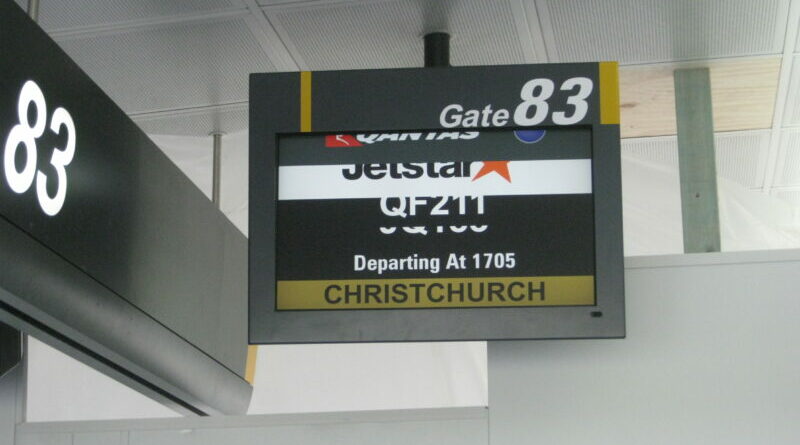 83
Gate 83
QANTAS
Jetstar
QF211
Departing At 1705
CHRISTCHURCH